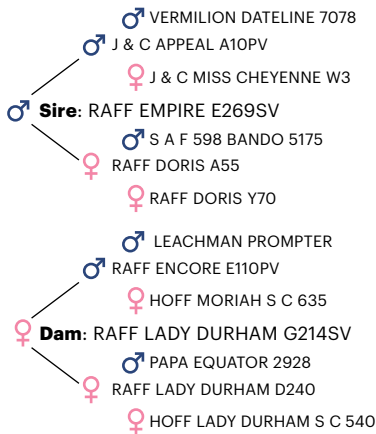 VERMILION DATELINE 7078
J & C APPEAL A10PV
J & C MISS CHEYENNE W3
Sire: RAFF EMPIRE E269SV
S A F 598 BANDO 5175
RAFF DORIS A55
RAFF DORIS Y70
LEACHMAN PROMPTER
RAFF ENCORE E110PV
HOFF MORIAH S C 635
Dam: RAFF LADY DURHAM G214SV
PAPA EQUATOR 2928
RAFF LADY DURHAM D240
HOFF LADY DURHAM S C 540